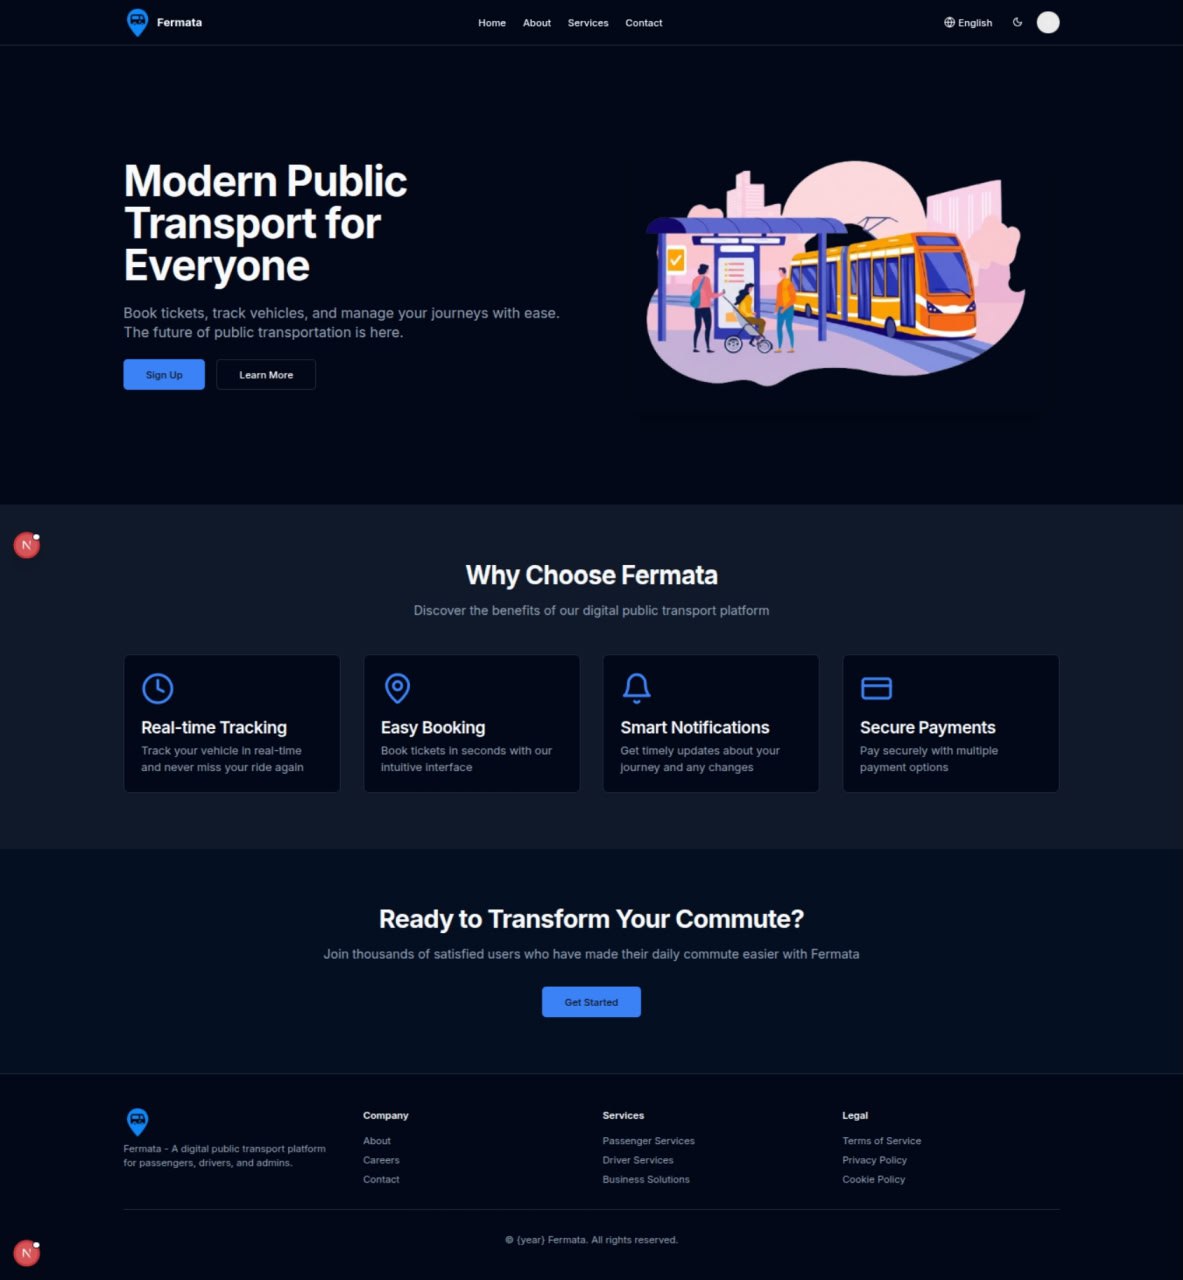 Fermata
Home About Services Contact
English
Modern Public
Transport for
Everyone
Book tickets, track vehicles, and manage your journeys with ease.
The future of public transportation is here.
Sign Up
Learn More
N
Why Choose Fermata
Discover the benefits of our digital public transport platform
Real-time Tracking
Track your vehicle in real-time
and never miss your ride again
Easy Booking
Book tickets in seconds with our
intuitive interface
Smart Notifications
Get timely updates about your
journey and any changes
Secure Payments
Pay securely with multiple
payment options
Ready to Transform Your Commute?
Join thousands of satisfied users who have made their daily commute easier with Fermata
Get Started
Fermata - A digital public transport platform
for passengers, drivers, and admins.
Company
About
Careers
Contact
Services
Passenger Services
Driver Services
Business Solutions
Legal
Terms of Service
Privacy Policy
Cookie Policy
© {year} Fermata. All rights reserved.
N